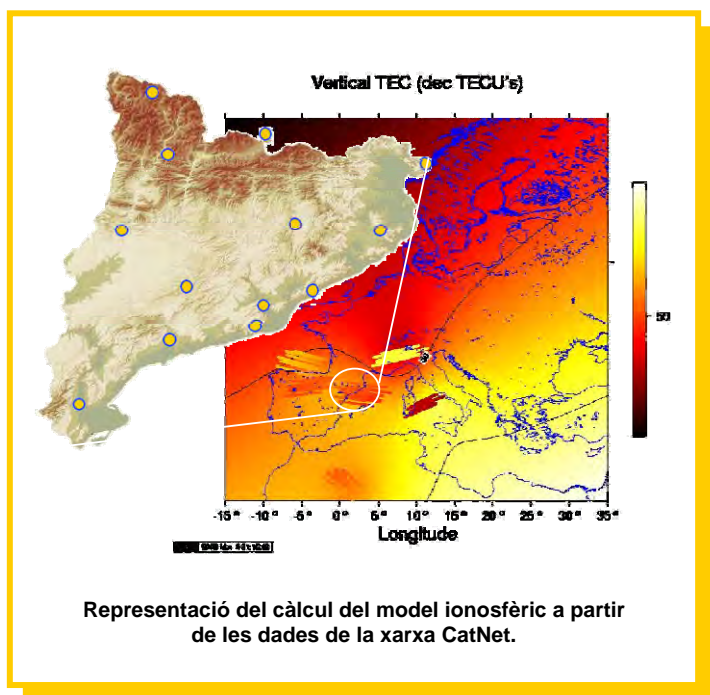 Vertical TEC (dec TECU's)
50
-15° -10° -5° 0° 5° 10° 15° 20° 25° 30° 35°
Longitude
Representació del càlcul del model ionosfèric a partir
de les dades de la xarxa CatNet.